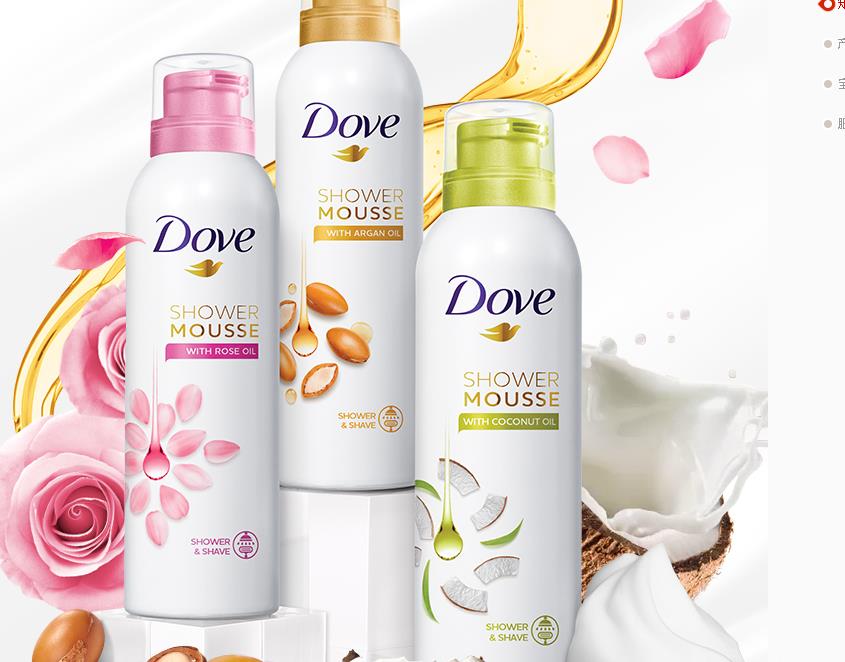 Dove
SHOWER
MOUSSE
WITH ROSE OIL
SHOWER
& SHAVE
Dove
SHOWER
MOUSSE
WITH ARGAN OIL
SHOWER
& SHAVE
Dove
SHOWER
MOUSSE
WITH COCONUT OIL
SHOWER
& SHAVE